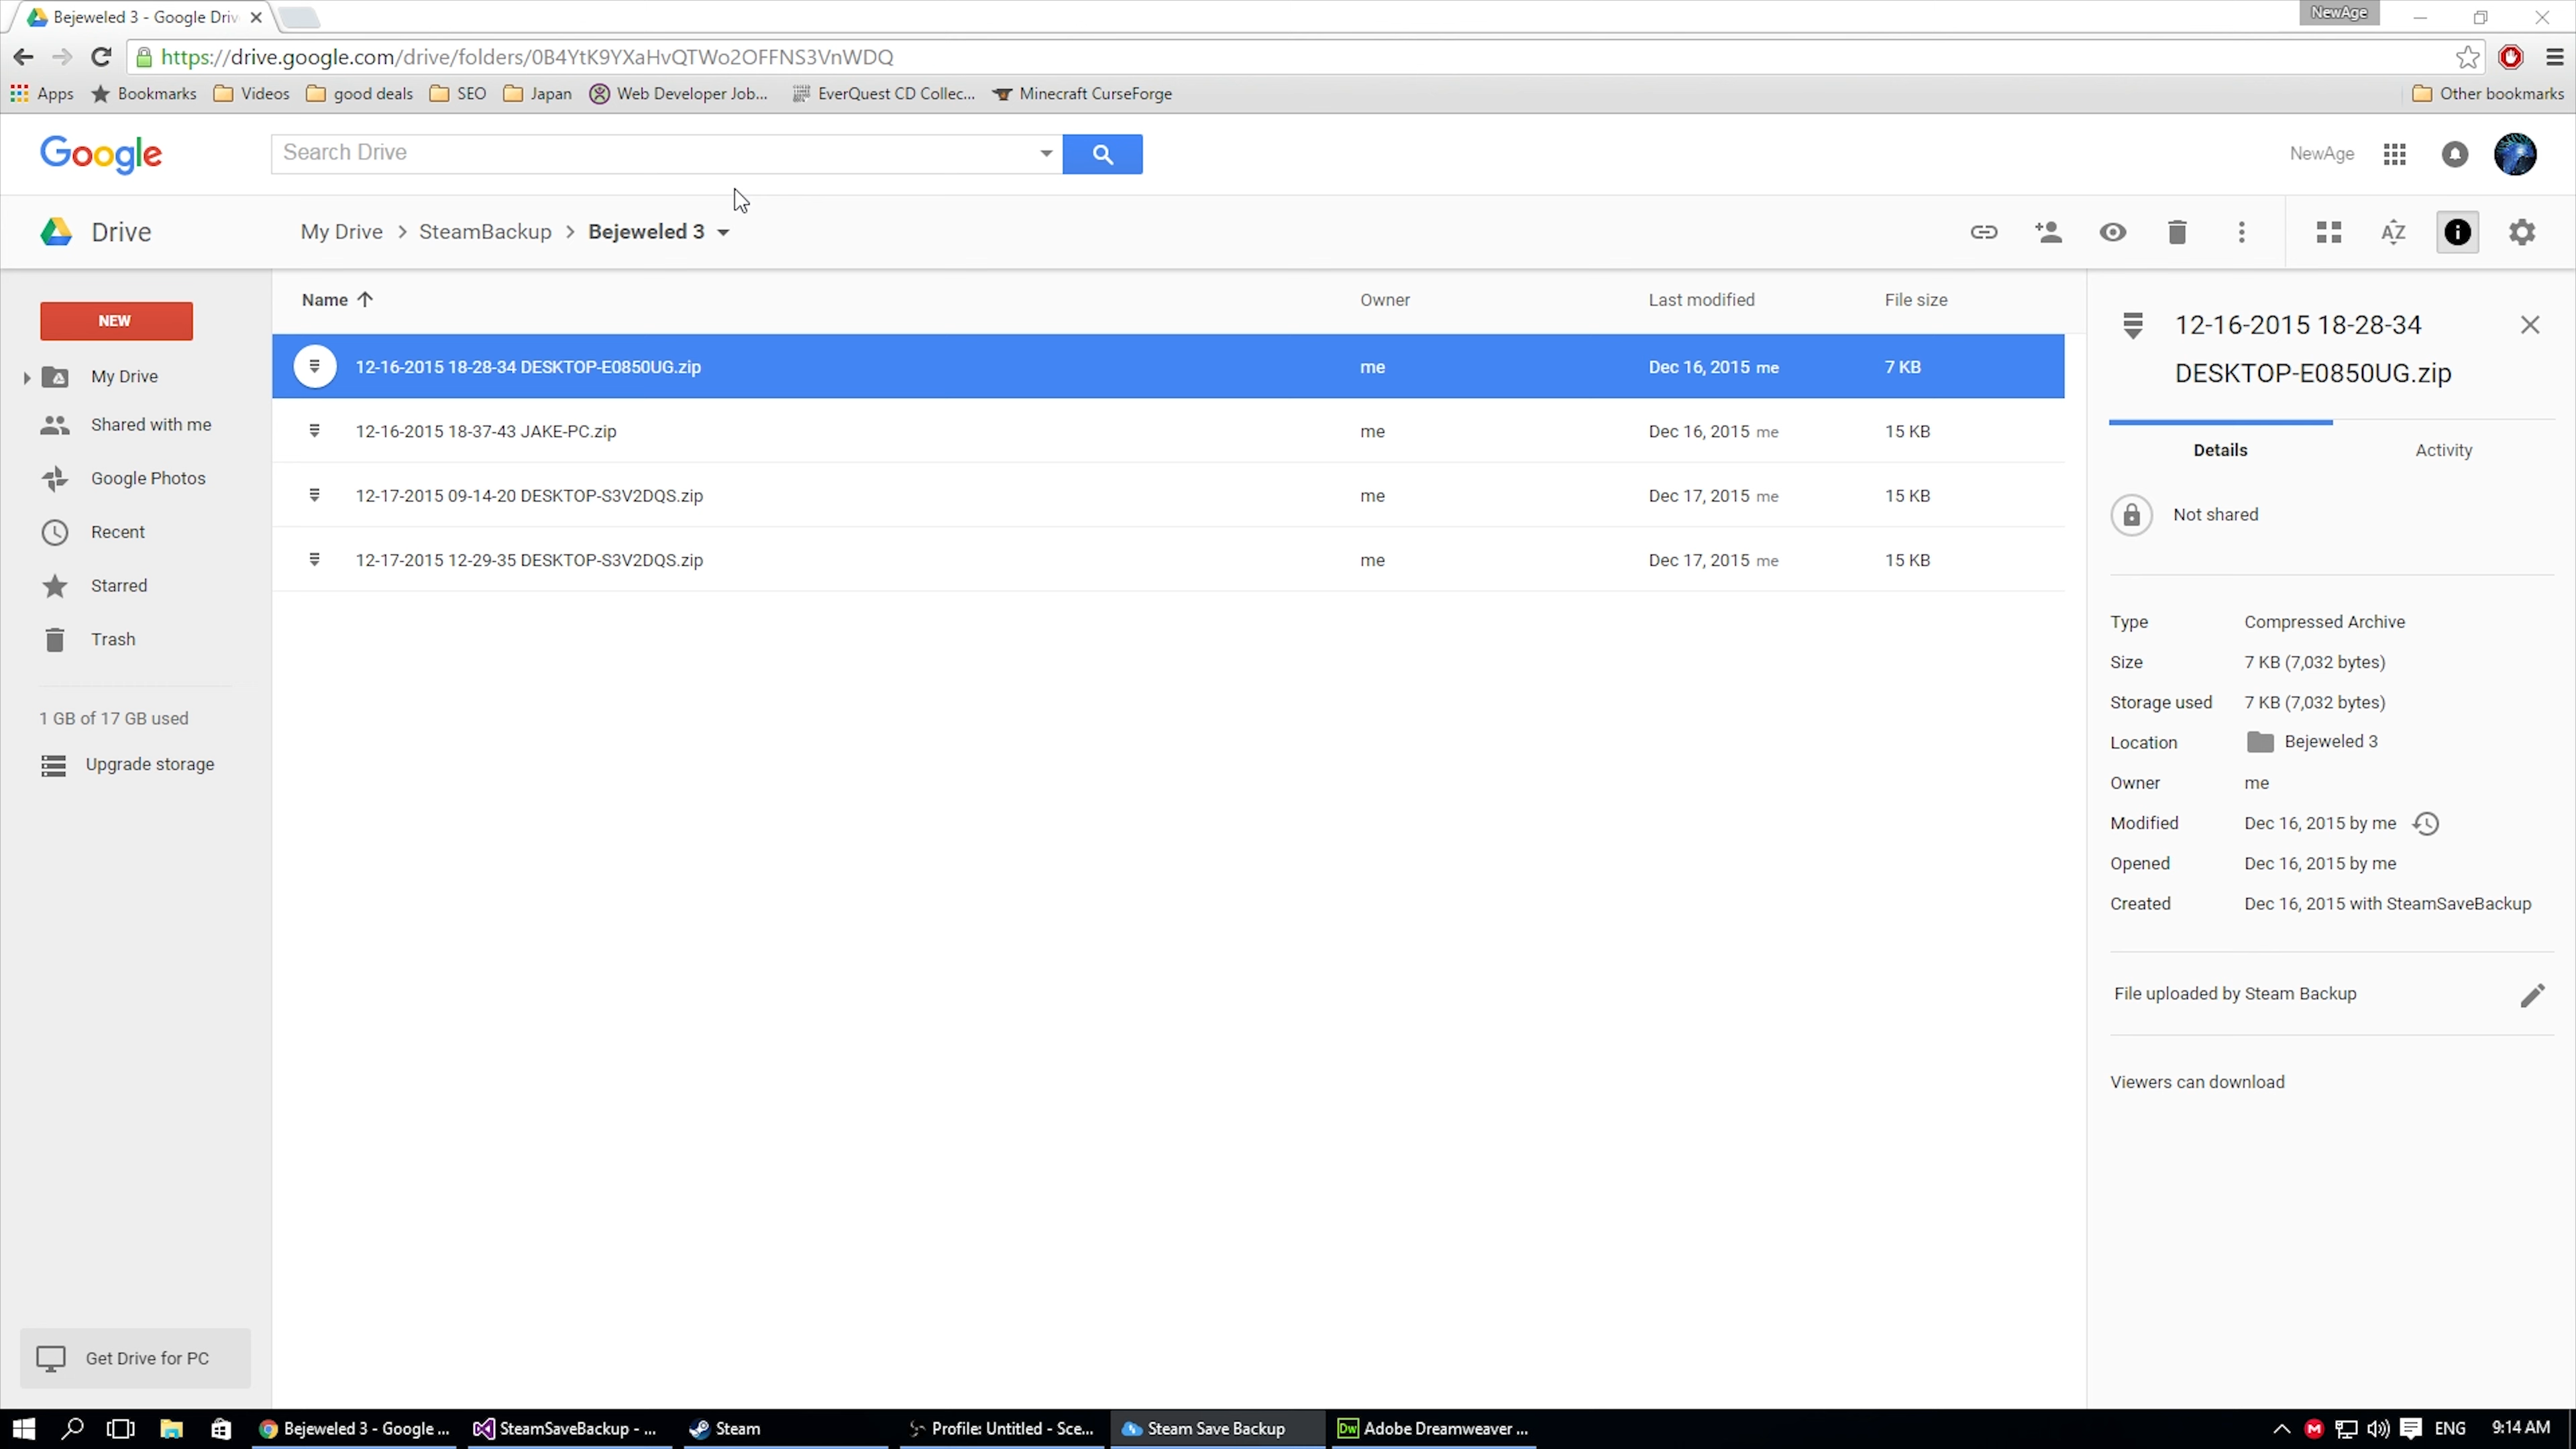 Bejeweled 3 - Google Driv
NewAge
https://drive.google.com/drive/folders/0B4YtK9YXaHvQTWo2OFFNS3VnWDQ
Apps Bookmarks Videos good deals SEO Japan Web Developer Job... EverQuest CD Collec... Minecraft CurseForge Other bookmarks
Google Search Drive NewAge
Drive My Drive > SteamBackup > Bejeweled 3 AZ
Name Owner Last modified File size
12-16-2015 18-28-34 DESKTOP-E0850UG.zip me Dec 16, 2015 me 7 KB
12-16-2015 18-37-43 JAKE-PC.zip me Dec 16, 2015 me 15 KB
12-17-2015 09-14-20 DESKTOP-S3V2DQS.zip me Dec 17, 2015 me 15 KB
12-17-2015 12-29-35 DESKTOP-S3V2DQS.zip me Dec 17, 2015 me 15 KB
NEW
My Drive
Shared with me
Google Photos
Recent
Starred
Trash
1 GB of 17 GB used
Upgrade storage
Get Drive for PC
12-16-2015 18-28-34
DESKTOP-E0850UG.zip
Details Activity
Not shared
Type Compressed Archive
Size 7 KB (7,032 bytes)
Storage used 7 KB (7,032 bytes)
Location Bejeweled 3
Owner me
Modified Dec 16, 2015 by me
Opened Dec 16, 2015 by me
Created Dec 16, 2015 with SteamSaveBackup
File uploaded by Steam Backup
Viewers can download
Bejeweled 3 - Google ... SteamSaveBackup - ... Steam Profile: Untitled - Sce... Steam Save Backup Dw Adobe Dreamweaver ... M ENG 9:14 AM